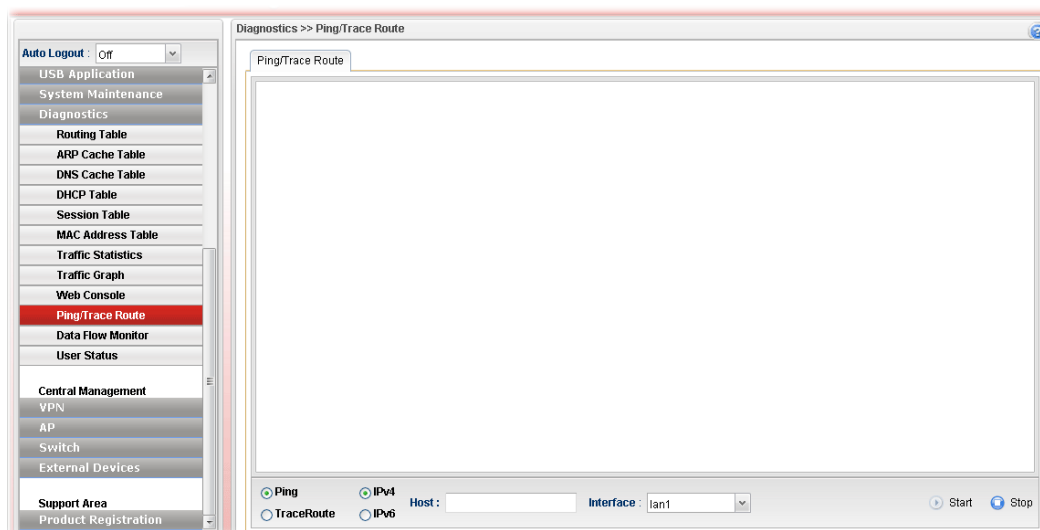 Diagnostics >> Ping/Trace Route
Auto Logout : Off
USB Application
System Maintenance
Diagnostics
Routing Table
ARP Cache Table
DNS Cache Table
DHCP Table
Session Table
MAC Address Table
Traffic Statistics
Traffic Graph
Web Console
Ping/Trace Route
Data Flow Monitor
User Status
Central Management
VPN
AP
Switch
External Devices
Support Area
Product Registration
Ping/Trace Route
Ping
TraceRoute
IPv4
IPv6
Host :
Interface : lan1
Start
Stop